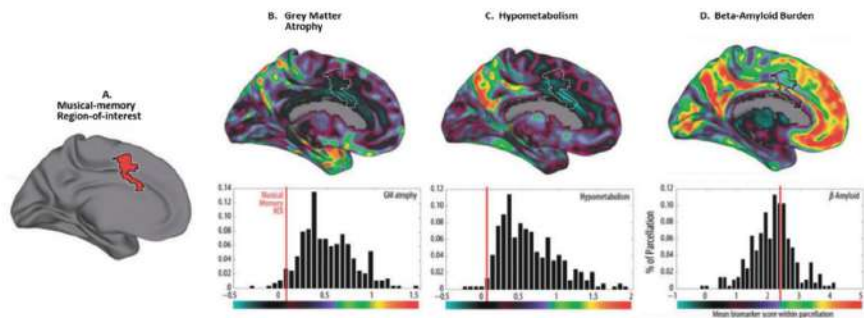 A.
Musical-memory
Region-of-interest
B. Grey Matter
Atrophy
C. Hypometabolism
D. Beta-Amyloid Burden
0.14
0.12
0.10
0.08
0.06
0.04
0.02
0
Musical
Memory
ROI
GM atrophy
-0.5
0
0.5
1
1.5
0.12
0.10
0.08
0.06
0.04
0.02
0
Hypometabolism
-0.5
0
0.5
1
1.5
2
% of Parcellation
0.12
0.10
0.08
0.06
0.04
0.02
0
β-Amyloid
-1
0
1
2
3
4
5
Mean biomarker score within parcellation